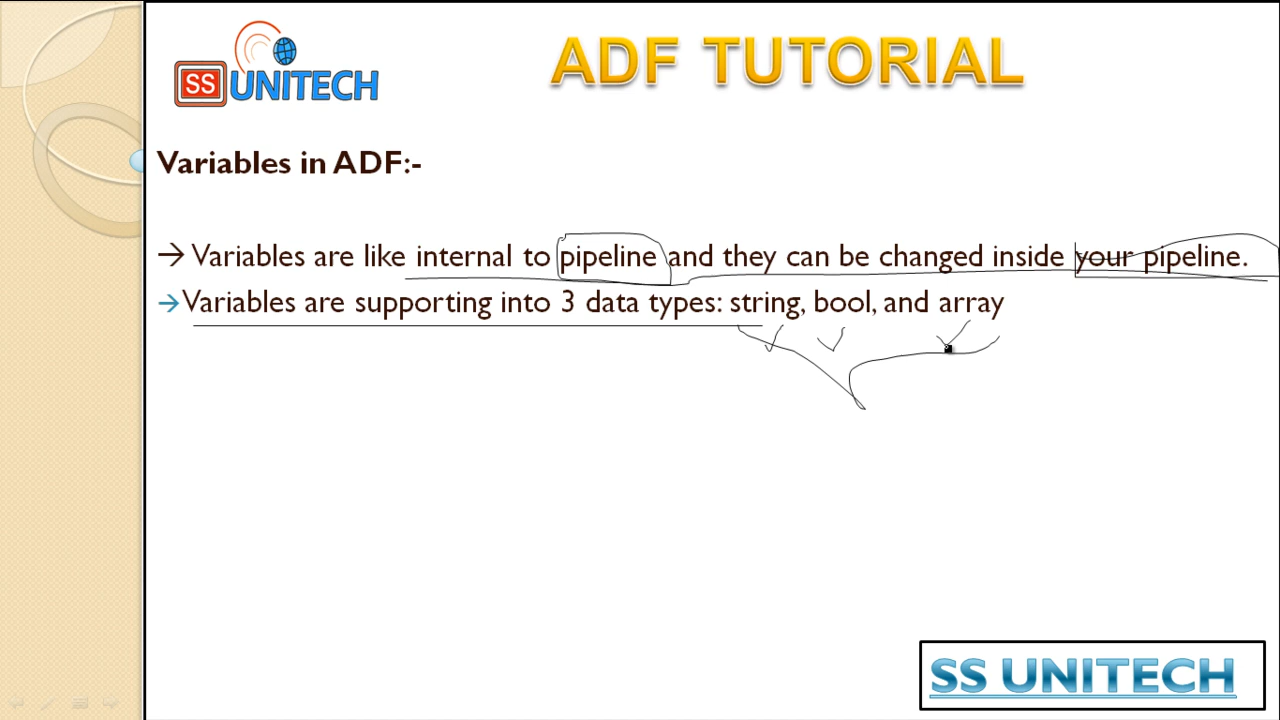 SS UNITECH
ADF TUTORIAL
Variables in ADF:-
→ Variables are like internal to pipeline and they can be changed inside your pipeline.
→ Variables are supporting into 3 data types: string, bool, and array
SS UNITECH